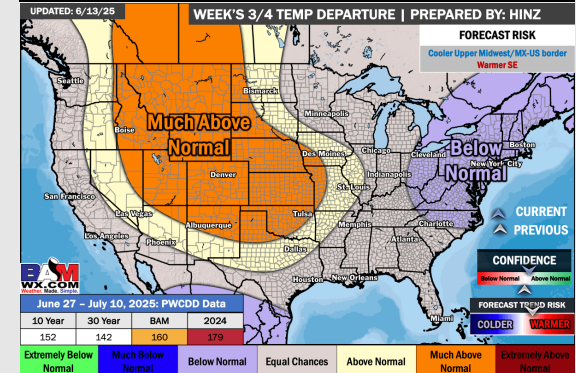 UPDATED: 6/13/25
WEEK'S 3/4 TEMP DEPARTURE | PREPARED BY: HINZ
FORECAST RISK
Cooler Upper Midwest/MX-US border
Warmer SE
Seattle
Bismarck
Minneapolis
Boise
Much Above
Normal
Des Moines
Chicago
Cleveland
Boston
New York City
Below
Normal
Denver
St. Louis
Indianapolis
San Francisco
Las Vegas
Albuquerque
Tulsa
Memphis
Charlotte
Los Angeles
Phoenix
Dallas
Atlanta
Houston
New Orleans
Miami
CURRENT
PREVIOUS
CONFIDENCE
Below Normal
Above Normal
FORECAST TREND RISK
COLDER
WARMER
BAM
WX.COM
Weather. Made. Simple.
June 27 – July 10, 2025: PWCDD Data
10 Year 30 Year BAM 2024
152 142 160 179
Extremely Below
Normal
Much Below
Normal
Below Normal
Equal Chances
Above Normal
Much Above
Normal
Extremely Above
Normal